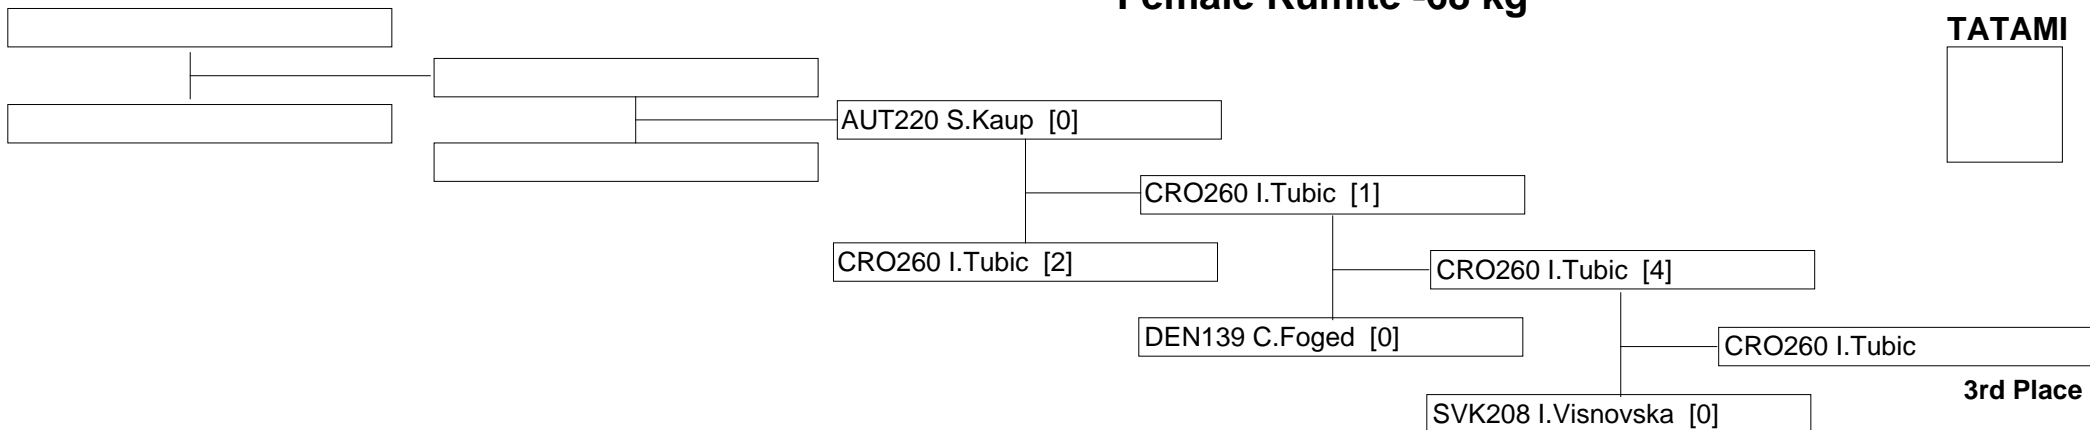 Female Kumite -68 kg
TATAMI
AUT220 S.Kaup [0]
CRO260 I.Tubic [1]
CRO260 I.Tubic [2]
CRO260 I.Tubic [4]
DEN139 C.Foged [0]
CRO260 I.Tubic
3rd Place
SVK208 I.Visnovska [0]